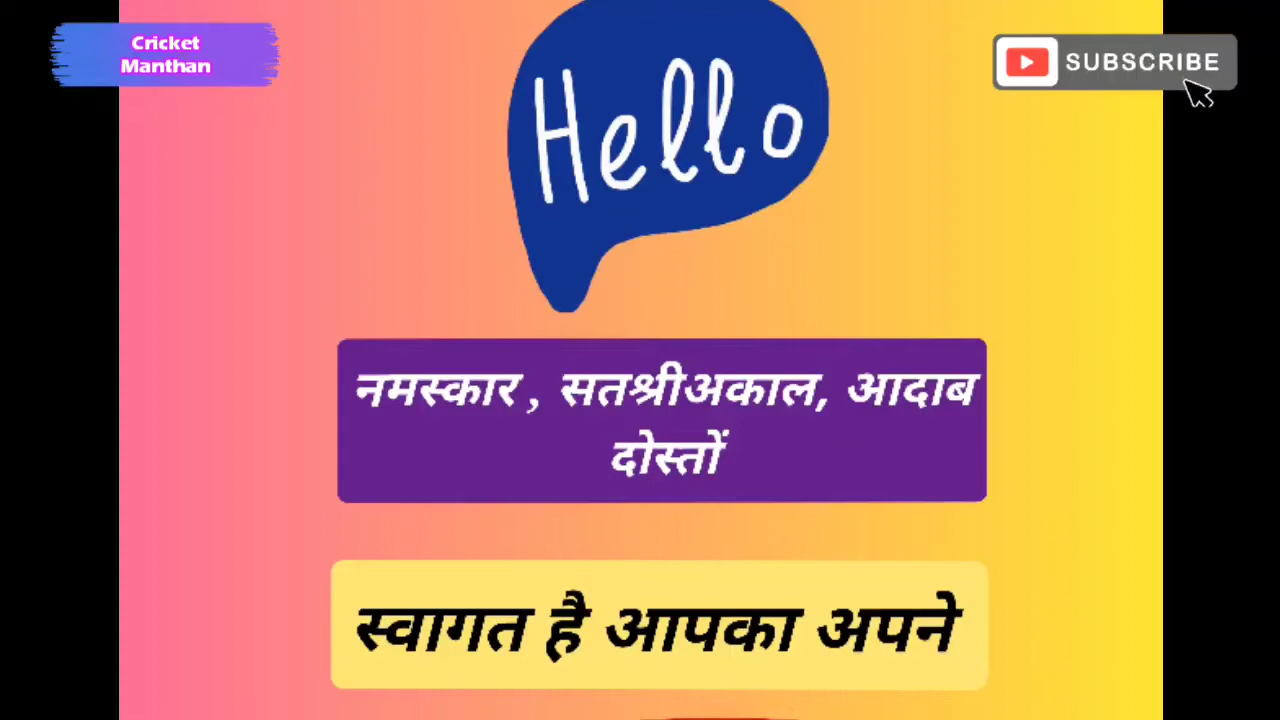 Cricket
Manthan
SUBSCRIBE
Hello
नमस्कार , सतश्रीअकाल, आदाब
दोस्तों
स्वागत है आपका अपने